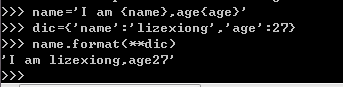 >>> name='I am {name},age{age}'
>>> dic={'name':'lizexiong','age':27}
>>> name.format(**dic)
'I am lizexiong,age27'
>>>